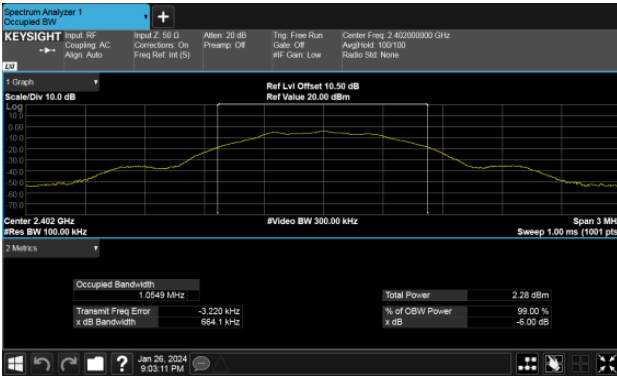 Spectrum Analyzer 1
Occupied BW
KEYSIGHT Input: RF Input Z: 50 Ω Atten: 20 dB Trig: Free Run Center Freq: 2.402000000 GHz
Coupling: AC Corrections: On Preamp: Off Gate: Off Avg|Hold: 100/100
Align: Auto Freq Ref: Int (S) #IF Gain: Low Radio Std: None
LXI
1 Graph
Ref Lvl Offset 10.50 dB
Scale/Div 10.0 dB Ref Value 20.00 dBm
Log
10.0
0.00
-10.0
-20.0
-30.0
-40.0
-50.0
-60.0
-70.0
Center 2.402 GHz #Video BW 300.00 kHz Span 3 MH
#Res BW 100.00 kHz Sweep 1.00 ms (1001 pts
2 Metrics
Occupied Bandwidth
1.0549 MHz Total Power 2.28 dBm
Transmit Freq Error -3.220 kHz % of OBW Power 99.00 %
x dB Bandwidth 664.1 kHz x dB -6.00 dB
? Jan 26, 2024
9:03:11 PM